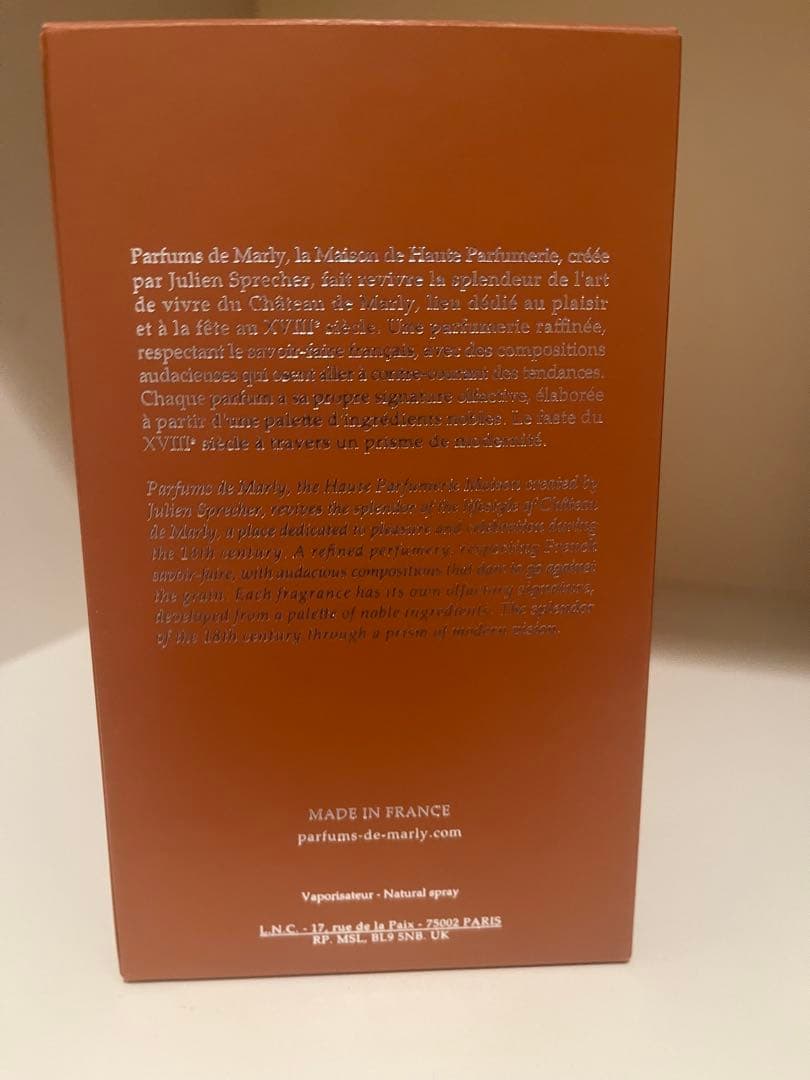 Parfums de Marly, la Maison de Haute Parfumerie, créée
par Julien Sprecher, fait revivre la splendeur de l'art
de vivre du Château de Marly, lieu dédié au plaisir
et à la fête au XVIIIᵉ siècle. Une parfumerie raffinée,
respectant le savoir-faire français, avec des compositions
audacieuses qui osent aller à contre-courant des tendances.
Chaque parfum a sa propre signature olfactive, élaborée
à partir d'une palette d'ingrédients nobles. Le faste du
XVIIIᵉ siècle à travers un prisme de modernité.
Parfums de Marly, the Haute Parfumerie Maison created by
Julien Sprecher, revives the splendor of the lifestyle of Château
de Marly, a place dedicated to pleasure and celebration during
the 18th century. A refined perfumery, respecting French
savoir-faire, with audacious compositions that dare to go against
the grain. Each fragrance has its own olfactory signature,
developed from a palette of noble ingredients. The splendor
of the 18th century through a prism of modern vision.
MADE IN FRANCE
parfums-de-marly.com
Vaporisateur - Natural spray
L.N.C. - 17, rue de la Paix - 75002 PARIS
RP. MSL, BL9 5NB. UK